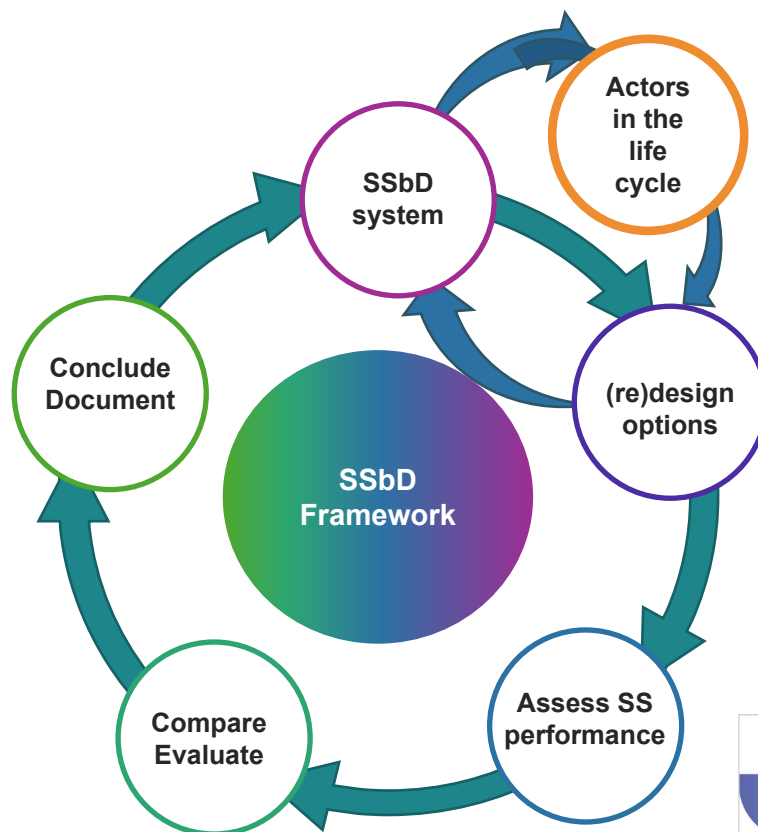 Actors
in the
life
cycle
SSbD
system
(re)design
options
Conclude
Document
SSbD
Framework
Assess SS
performance
Compare
Evaluate